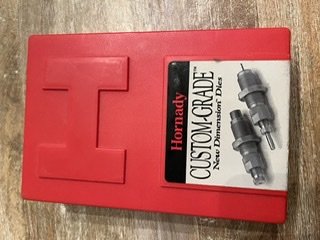 Hornady
CUSTOM-GRADE™
New Dimension® Dies